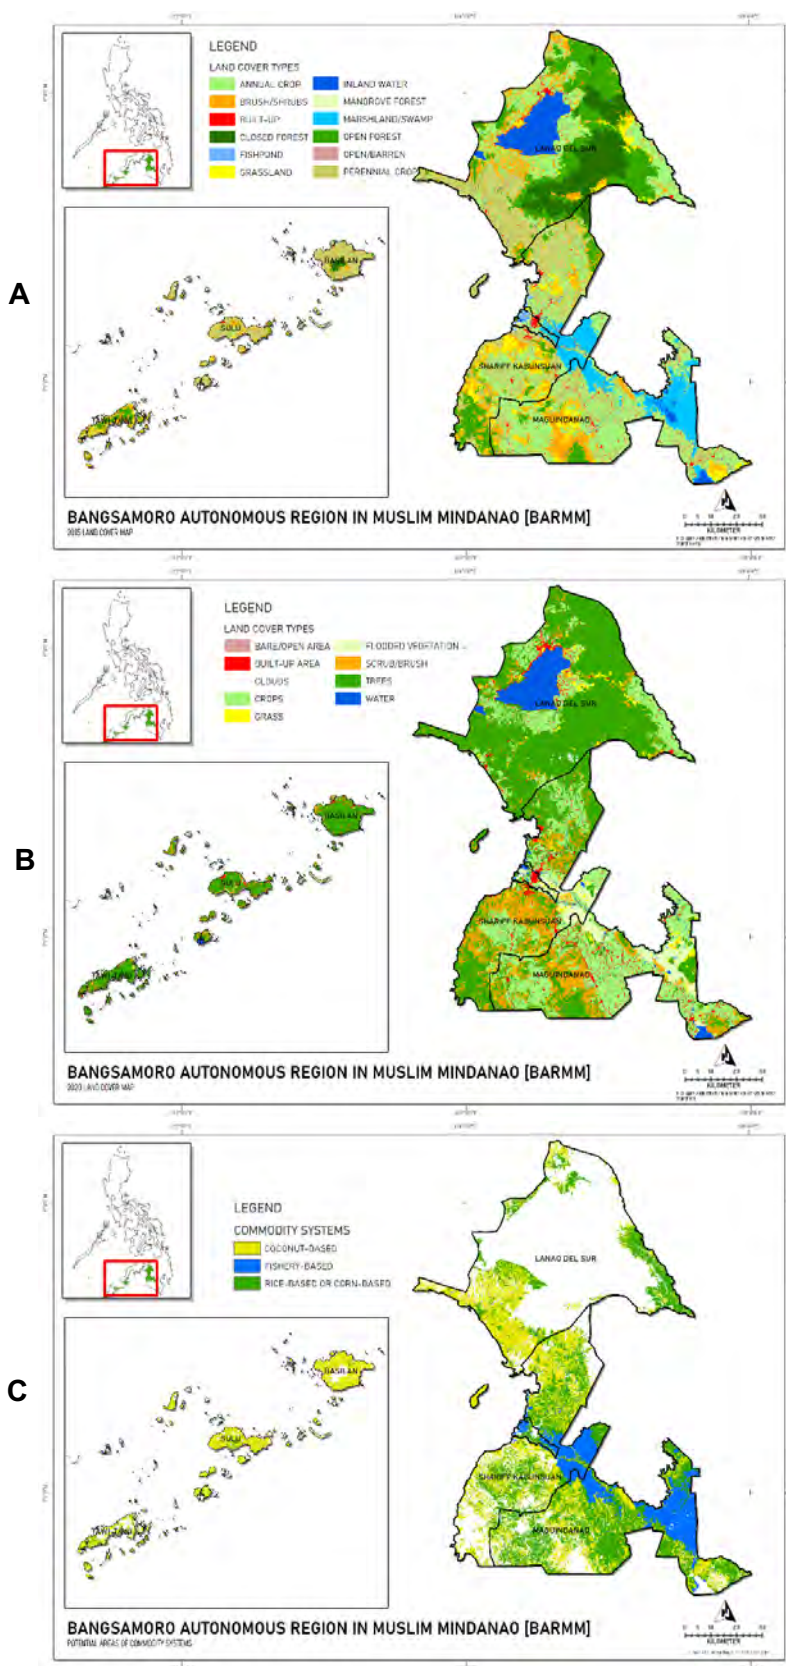 A
LEGEND
LAND COVER TYPES
ANNUAL CROP
BRUSH/SHRUBS
BUILT-UP
CLOSED FOREST
FISHPOND
GRASSLAND
INLAND WATER
MANGROVE FOREST
MARSHLAND/SWAMP
OPEN FOREST
OPEN/BARREN
PERENNIAL CROP
LANAO DEL SUR
BASILAN
SULU
TAWI-TAWI
SHARIFF KABUNSUAN
MAGUINDANAO
KILOMETER
BANGSAMORO AUTONOMOUS REGION IN MUSLIM MINDANAO [BARMM]
2015 LAND COVER MAP
B
LEGEND
LAND COVER TYPES
BARE/OPEN AREA
BUILT-UP AREA
CLOUDS
CROPS
GRASS
FLOODED VEGETATION
SCRUB/BRUSH
TREES
WATER
LANAO DEL SUR
BASILAN
SULU
TAWI-TAWI
SHARIFF KABUNSUAN
MAGUINDANAO
KILOMETER
BANGSAMORO AUTONOMOUS REGION IN MUSLIM MINDANAO [BARMM]
2020 LAND COVER MAP
C
LEGEND
COMMODITY SYSTEMS
COCONUT-BASED
FISHERY-BASED
RICE-BASED OR CORN-BASED
LANAO DEL SUR
BASILAN
SULU
TAWI-TAWI
SHARIFF KABUNSUAN
MAGUINDANAO
KILOMETER
BANGSAMORO AUTONOMOUS REGION IN MUSLIM MINDANAO [BARMM]
POTENTIAL AREAS OF COMMODITY SYSTEMS